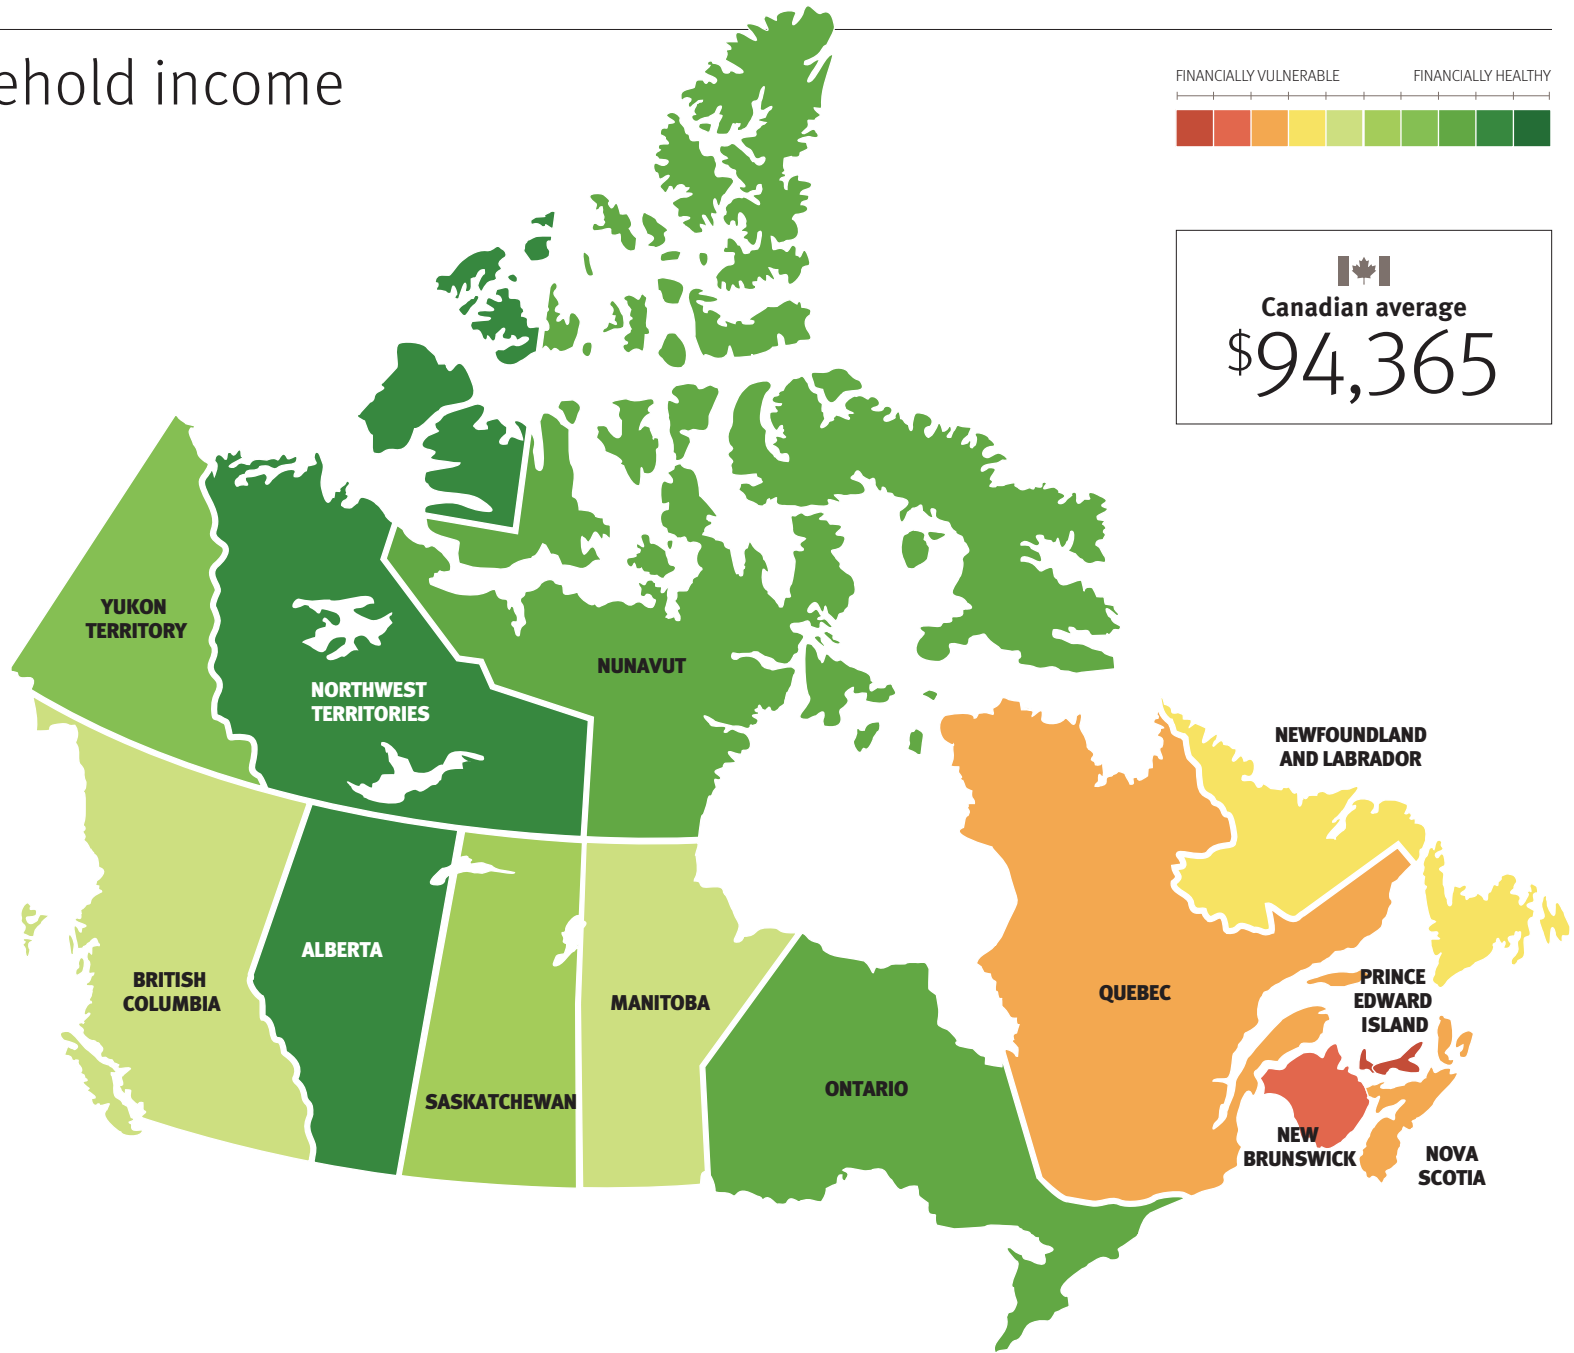 ehold income
FINANCIALLY VULNERABLE
FINANCIALLY HEALTHY
Canadian average
$94,365
YUKON
TERRITORY
NORTHWEST
TERRITORIES
NUNAVUT
NEWFOUNDLAND
AND LABRADOR
BRITISH
COLUMBIA
ALBERTA
SASKATCHEWAN
MANITOBA
ONTARIO
QUEBEC
PRINCE
EDWARD
ISLAND
NEW
BRUNSWICK
NOVA
SCOTIA